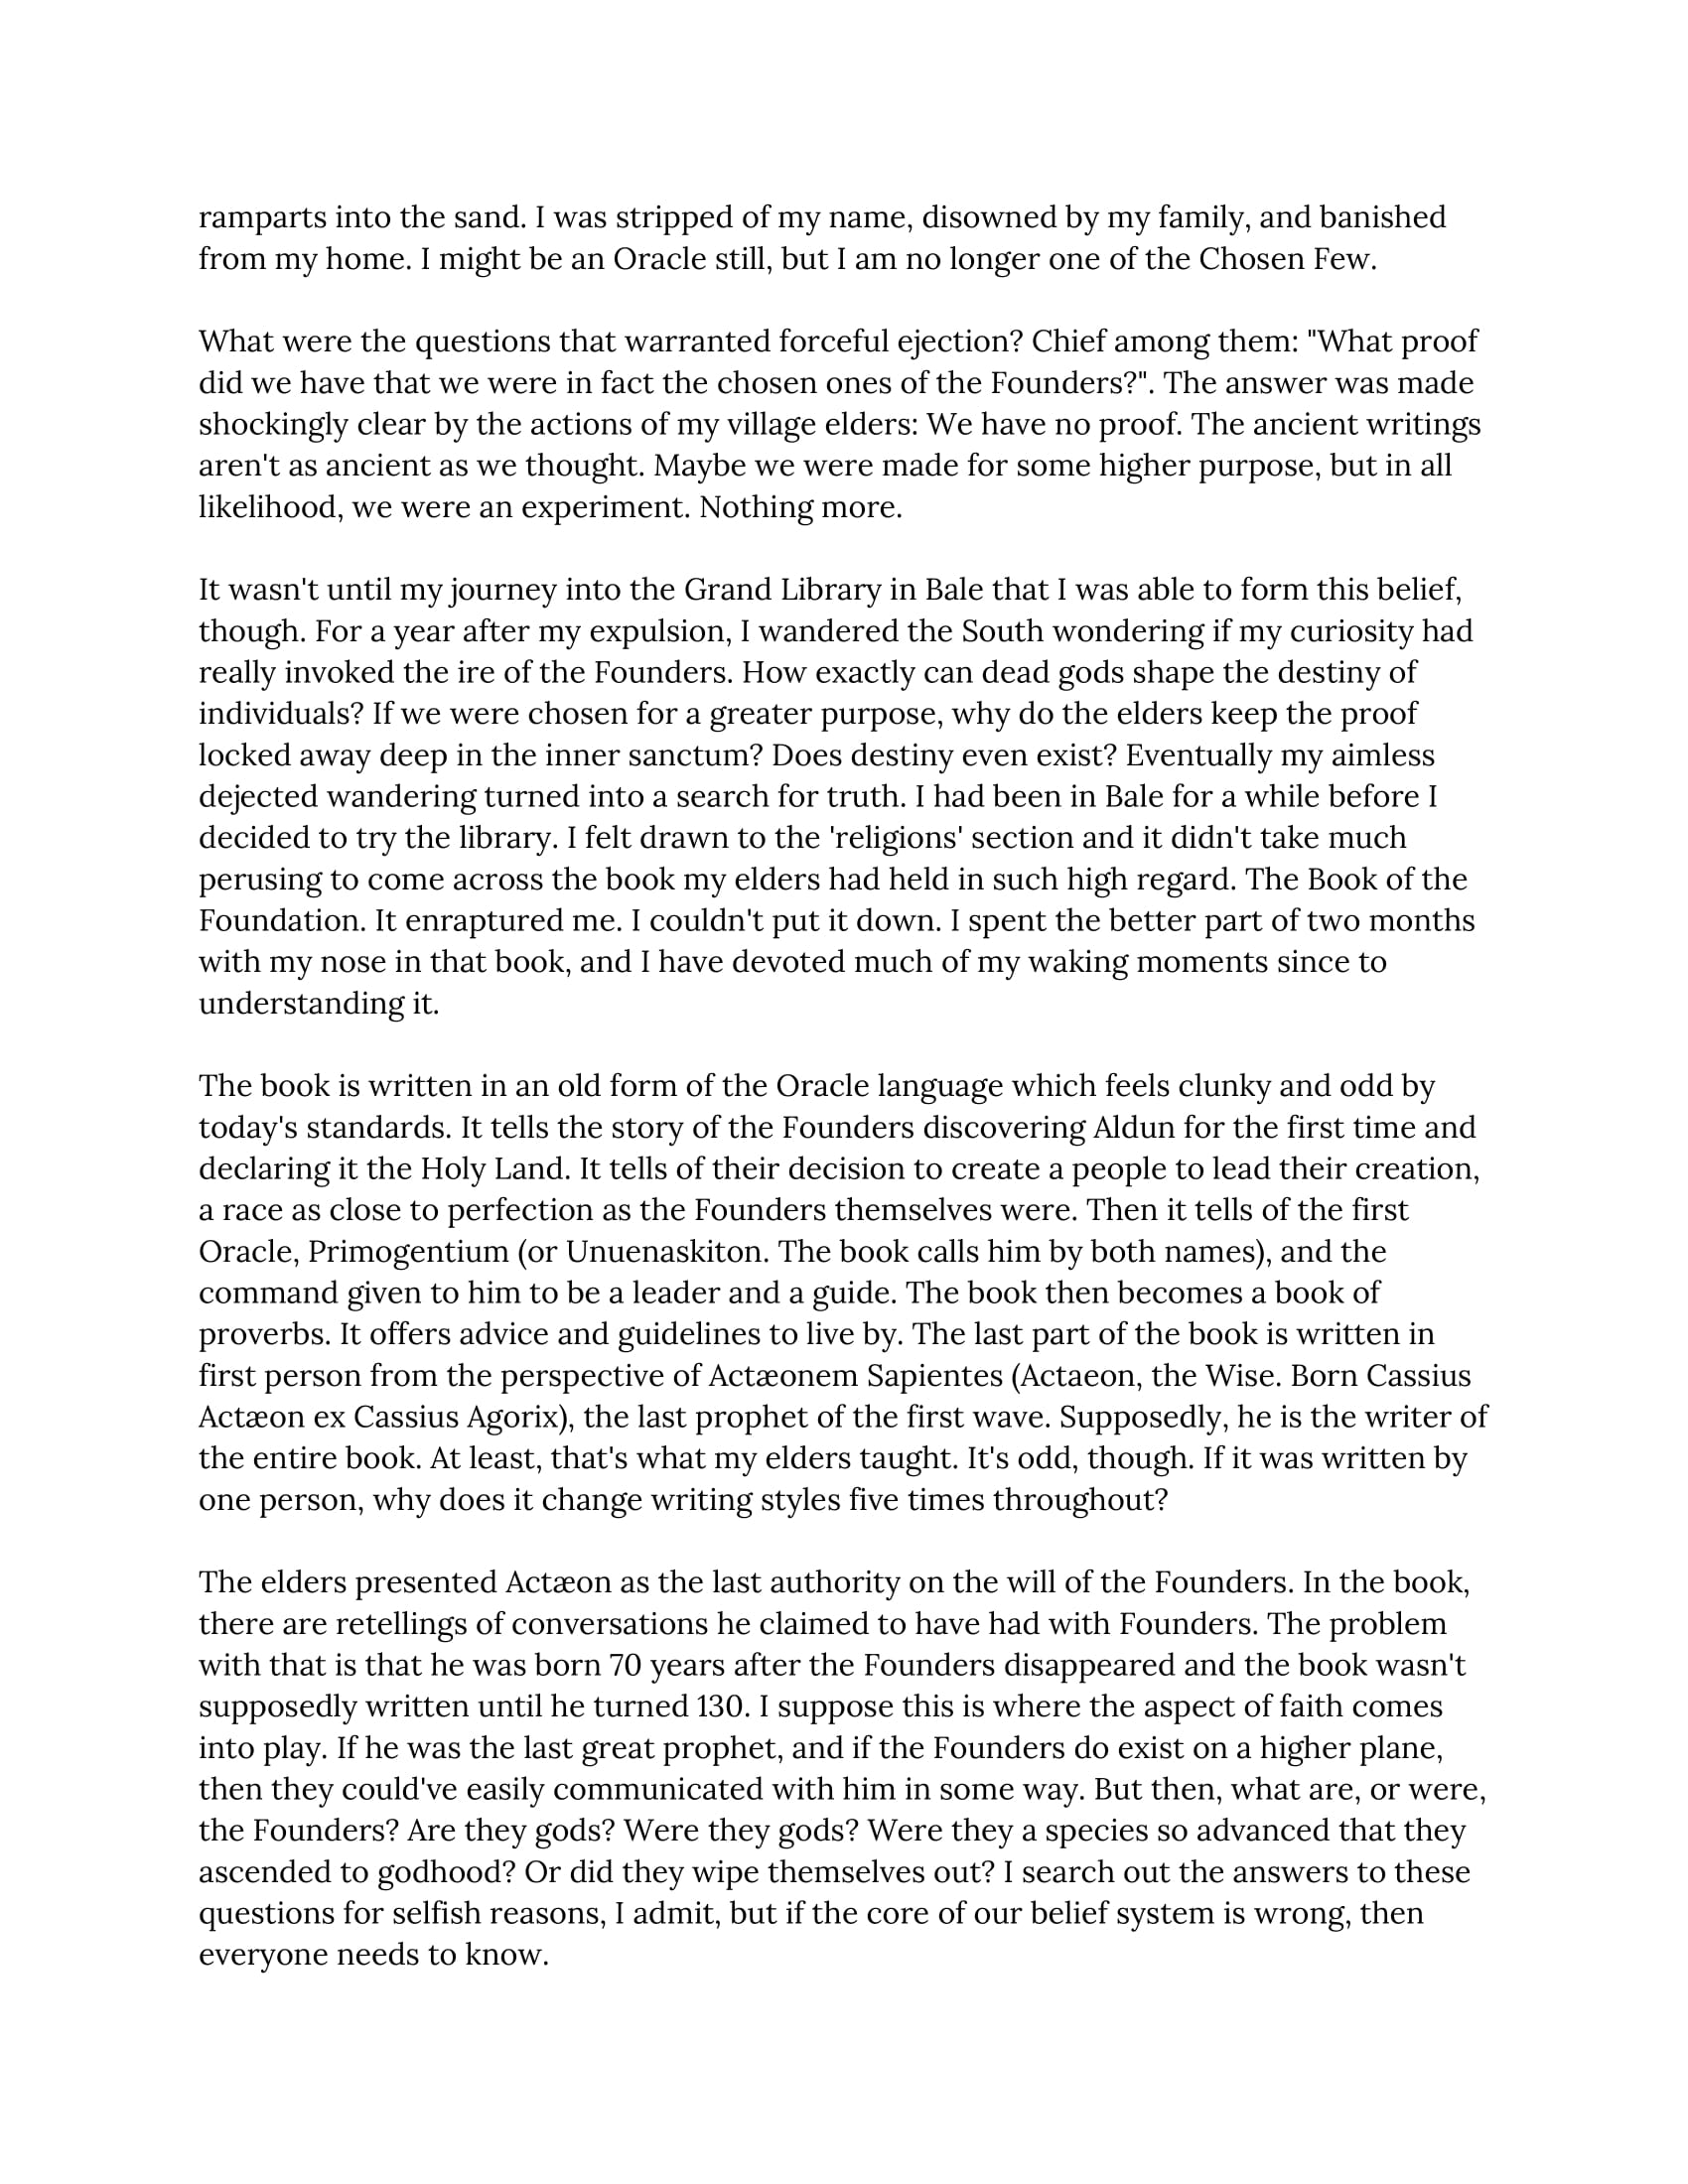 ramparts into the sand. I was stripped of my name, disowned by my family, and banished
from my home. I might be an Oracle still, but I am no longer one of the Chosen Few.
What were the questions that warranted forceful ejection? Chief among them: "What proof
did we have that we were in fact the chosen ones of the Founders?". The answer was made
shockingly clear by the actions of my village elders: We have no proof. The ancient writings
aren't as ancient as we thought. Maybe we were made for some higher purpose, but in all
likelihood, we were an experiment. Nothing more.
It wasn't until my journey into the Grand Library in Bale that I was able to form this belief,
though. For a year after my expulsion, I wandered the South wondering if my curiosity had
really invoked the ire of the Founders. How exactly can dead gods shape the destiny of
individuals? If we were chosen for a greater purpose, why do the elders keep the proof
locked away deep in the inner sanctum? Does destiny even exist? Eventually my aimless
dejected wandering turned into a search for truth. I had been in Bale for a while before I
decided to try the library. I felt drawn to the 'religions' section and it didn't take much
perusing to come across the book my elders had held in such high regard. The Book of the
Foundation. It enraptured me. I couldn't put it down. I spent the better part of two months
with my nose in that book, and I have devoted much of my waking moments since to
understanding it.
The book is written in an old form of the Oracle language which feels clunky and odd by
today's standards. It tells the story of the Founders discovering Aldun for the first time and
declaring it the Holy Land. It tells of their decision to create a people to lead their creation,
a race as close to perfection as the Founders themselves were. Then it tells of the first
Oracle, Primogentium (or Unuenaskiton. The book calls him by both names), and the
command given to him to be a leader and a guide. The book then becomes a book of
proverbs. It offers advice and guidelines to live by. The last part of the book is written in
first person from the perspective of Actæonem Sapientes (Actaeon, the Wise. Born Cassius
Actæon ex Cassius Agorix), the last prophet of the first wave. Supposedly, he is the writer of
the entire book. At least, that's what my elders taught. It's odd, though. If it was written by
one person, why does it change writing styles five times throughout?
The elders presented Actæon as the last authority on the will of the Founders. In the book,
there are retellings of conversations he claimed to have had with Founders. The problem
with that is that he was born 70 years after the Founders disappeared and the book wasn't
supposedly written until he turned 130. I suppose this is where the aspect of faith comes
into play. If he was the last great prophet, and if the Founders do exist on a higher plane,
then they could've easily communicated with him in some way. But then, what are, or were,
the Founders? Are they gods? Were they gods? Were they a species so advanced that they
ascended to godhood? Or did they wipe themselves out? I search out the answers to these
questions for selfish reasons, I admit, but if the core of our belief system is wrong, then
everyone needs to know.